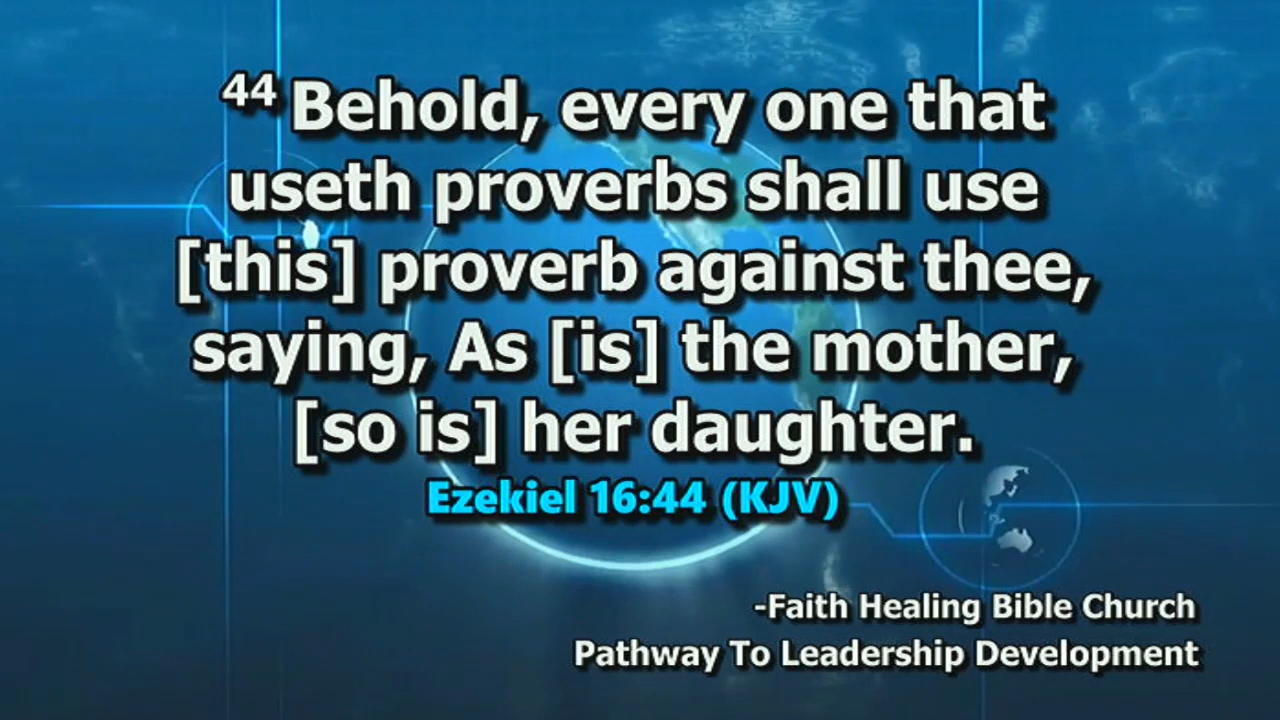 44 Behold, every one that
useth proverbs shall use
[this] proverb against thee,
saying, As [is] the mother,
[so is] her daughter.
Ezekiel 16:44 (KJV)
-Faith Healing Bible Church
Pathway To Leadership Development